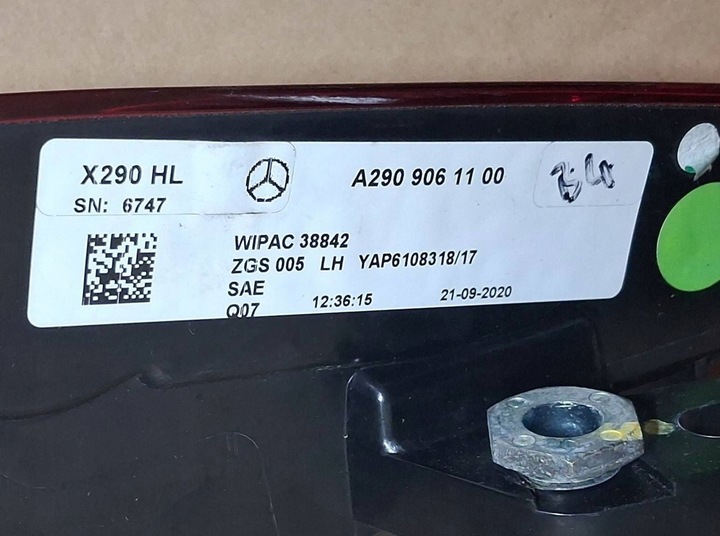 X290 HL
A290 906 11 00
SN: 6747
WIPAC 38842
ZGS 005 LH YAP6108318/17
SAE
Q07 12:36:15 21-09-2020